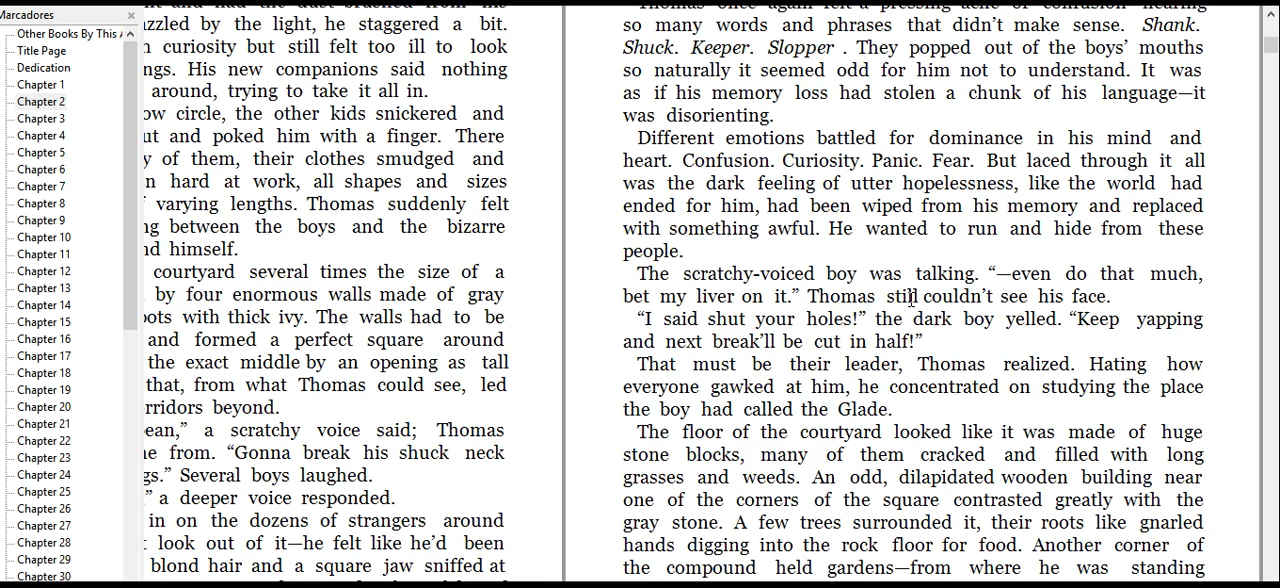 Marcadores
Other Books By This A
Title Page
Dedication
Chapter 1
Chapter 2
Chapter 3
Chapter 4
Chapter 5
Chapter 6
Chapter 7
Chapter 8
Chapter 9
Chapter 10
Chapter 11
Chapter 12
Chapter 13
Chapter 14
Chapter 15
Chapter 16
Chapter 17
Chapter 18
Chapter 19
Chapter 20
Chapter 21
Chapter 22
Chapter 23
Chapter 24
Chapter 25
Chapter 26
Chapter 27
Chapter 28
Chapter 29
Chapter 30
zzled by the light, he staggered a bit.
curiosity but still felt too ill to look
ngs. His new companions said nothing
around, trying to take it all in.
ow circle, the other kids snickered and
ut and poked him with a finger. There
y of them, their clothes smudged and
n hard at work, all shapes and sizes
varying lengths. Thomas suddenly felt
ng between the boys and the bizarre
nd himself.
courtyard several times the size of a
by four enormous walls made of gray
oots with thick ivy. The walls had to be
and formed a perfect square around
the exact middle by an opening as tall
that, from what Thomas could see, led
rridors beyond.
ean,” a scratchy voice said; Thomas
e from. “Gonna break his shuck neck
gs.” Several boys laughed.
” a deeper voice responded.
in on the dozens of strangers around
look out of it—he felt like he’d been
blond hair and a square jaw sniffed at
so many words and phrases that didn’t make sense. Shank.
Shuck. Keeper. Slopper . They popped out of the boys’ mouths
so naturally it seemed odd for him not to understand. It was
as if his memory loss had stolen a chunk of his language—it
was disorienting.
Different emotions battled for dominance in his mind and
heart. Confusion. Curiosity. Panic. Fear. But laced through it all
was the dark feeling of utter hopelessness, like the world had
ended for him, had been wiped from his memory and replaced
with something awful. He wanted to run and hide from these
people.
The scratchy-voiced boy was talking. “—even do that much,
bet my liver on it.” Thomas still couldn’t see his face.
“I said shut your holes!” the dark boy yelled. “Keep yapping
and next break’ll be cut in half!”
That must be their leader, Thomas realized. Hating how
everyone gawked at him, he concentrated on studying the place
the boy had called the Glade.
The floor of the courtyard looked like it was made of huge
stone blocks, many of them cracked and filled with long
grasses and weeds. An odd, dilapidated wooden building near
one of the corners of the square contrasted greatly with the
gray stone. A few trees surrounded it, their roots like gnarled
hands digging into the rock floor for food. Another corner of
the compound held gardens—from where he was standing